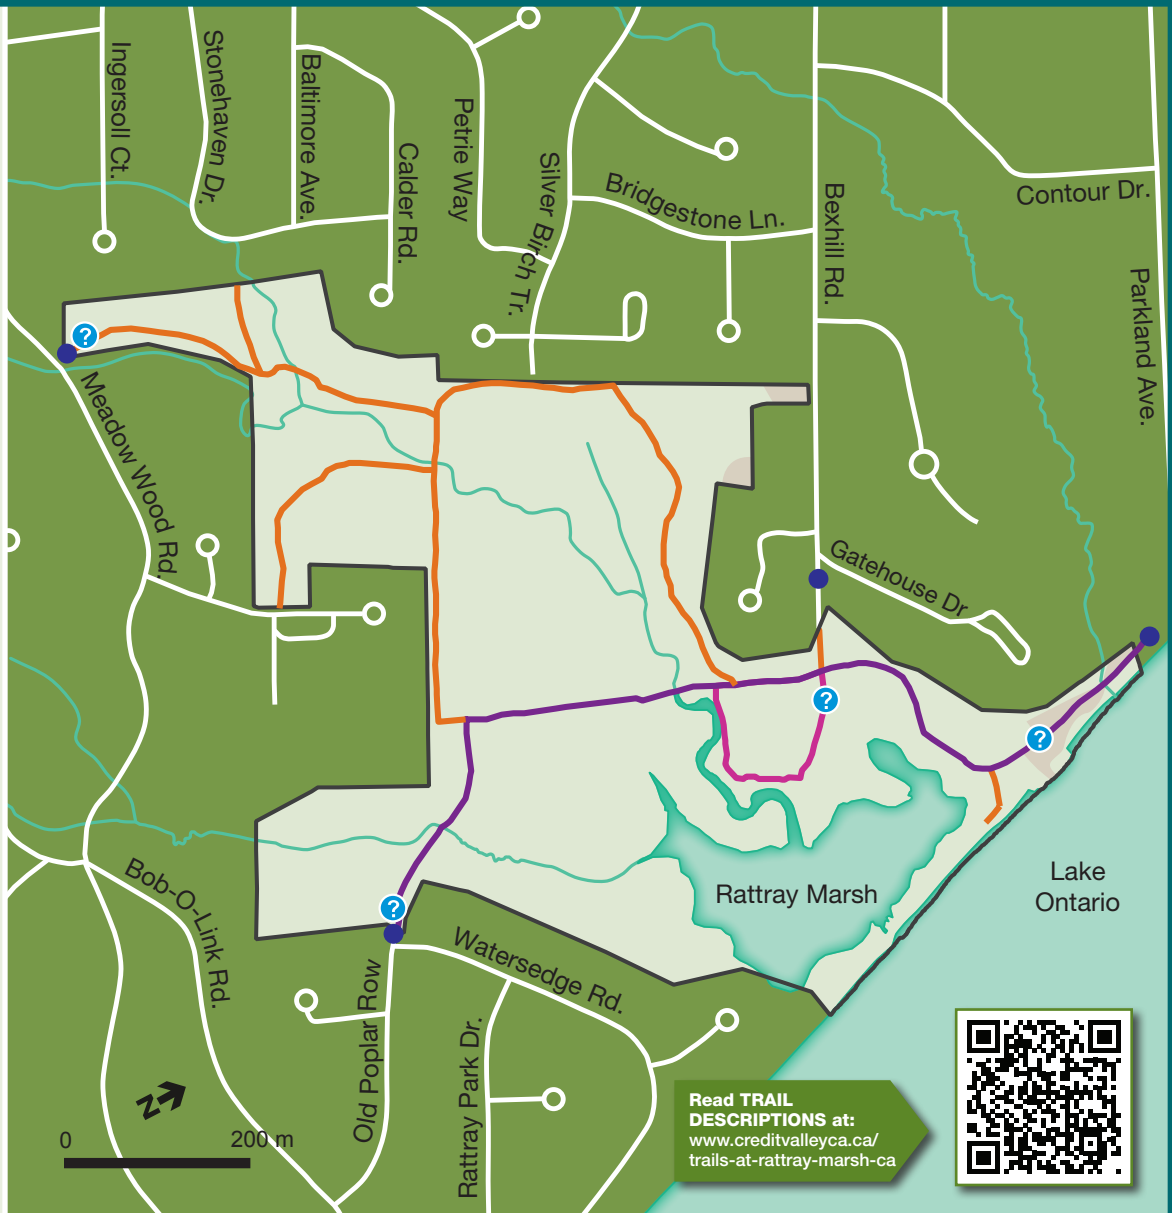 Ingersoll Ct.
Stonehaven Dr.
Baltimore Ave.
Calder Rd.
Petrie Way
Silver Birch Tr.
Bridgestone Ln.
Bexhill Rd.
Contour Dr.
Parkland Ave.
?
Meadow Wood Rd.
Gatehouse Dr
?
?
Bob-O-Link Rd.
?
Rattray Marsh
Lake
Ontario
Watersedge Rd.
Old Poplar Row
Rattray Park Dr.
N
0 200 m
Read TRAIL
DESCRIPTIONS at:
www.creditvalleyca.ca/
trails-at-rattray-marsh-ca